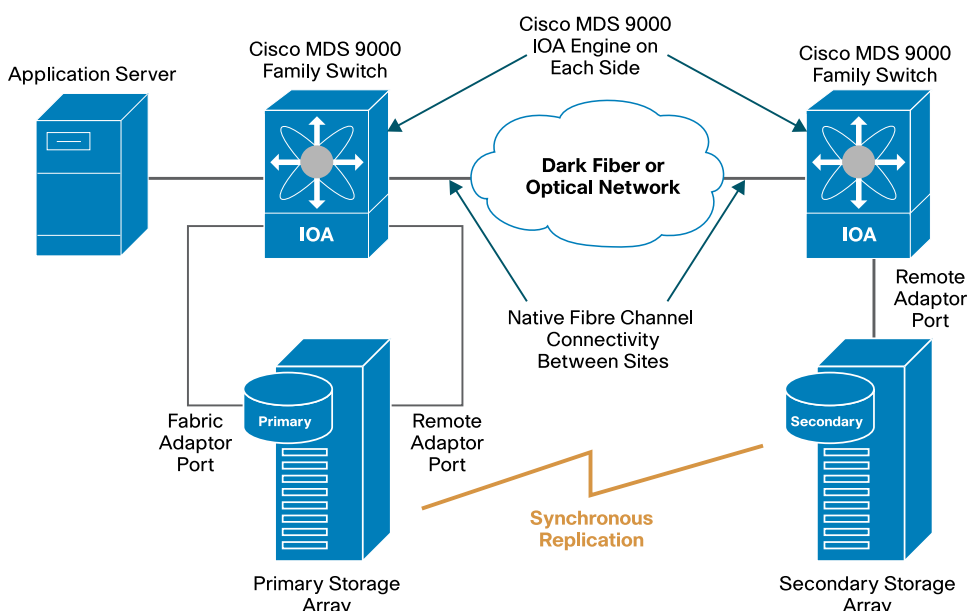 Application Server
Cisco MDS 9000
Family Switch
Cisco MDS 9000
IOA Engine on
Each Side
Cisco MDS 9000
Family Switch
Dark Fiber or
Optical Network
IOA
IOA
Native Fibre Channel
Connectivity
Between Sites
Remote
Adaptor
Port
Fabric
Adaptor
Port
Primary
Remote
Adaptor
Port
Secondary
Synchronous
Replication
Primary Storage
Array
Secondary Storage
Array